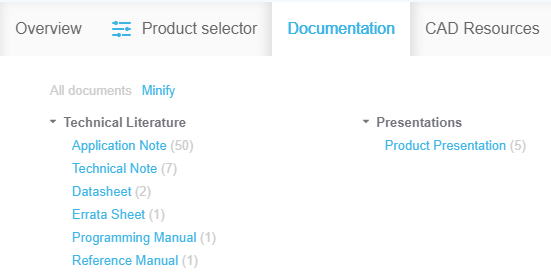 Overview Product selector Documentation CAD Resources
All documents Minify
Technical Literature
Application Note (50)
Technical Note (7)
Datasheet (2)
Errata Sheet (1)
Programming Manual (1)
Reference Manual (1)
Presentations
Product Presentation (5)